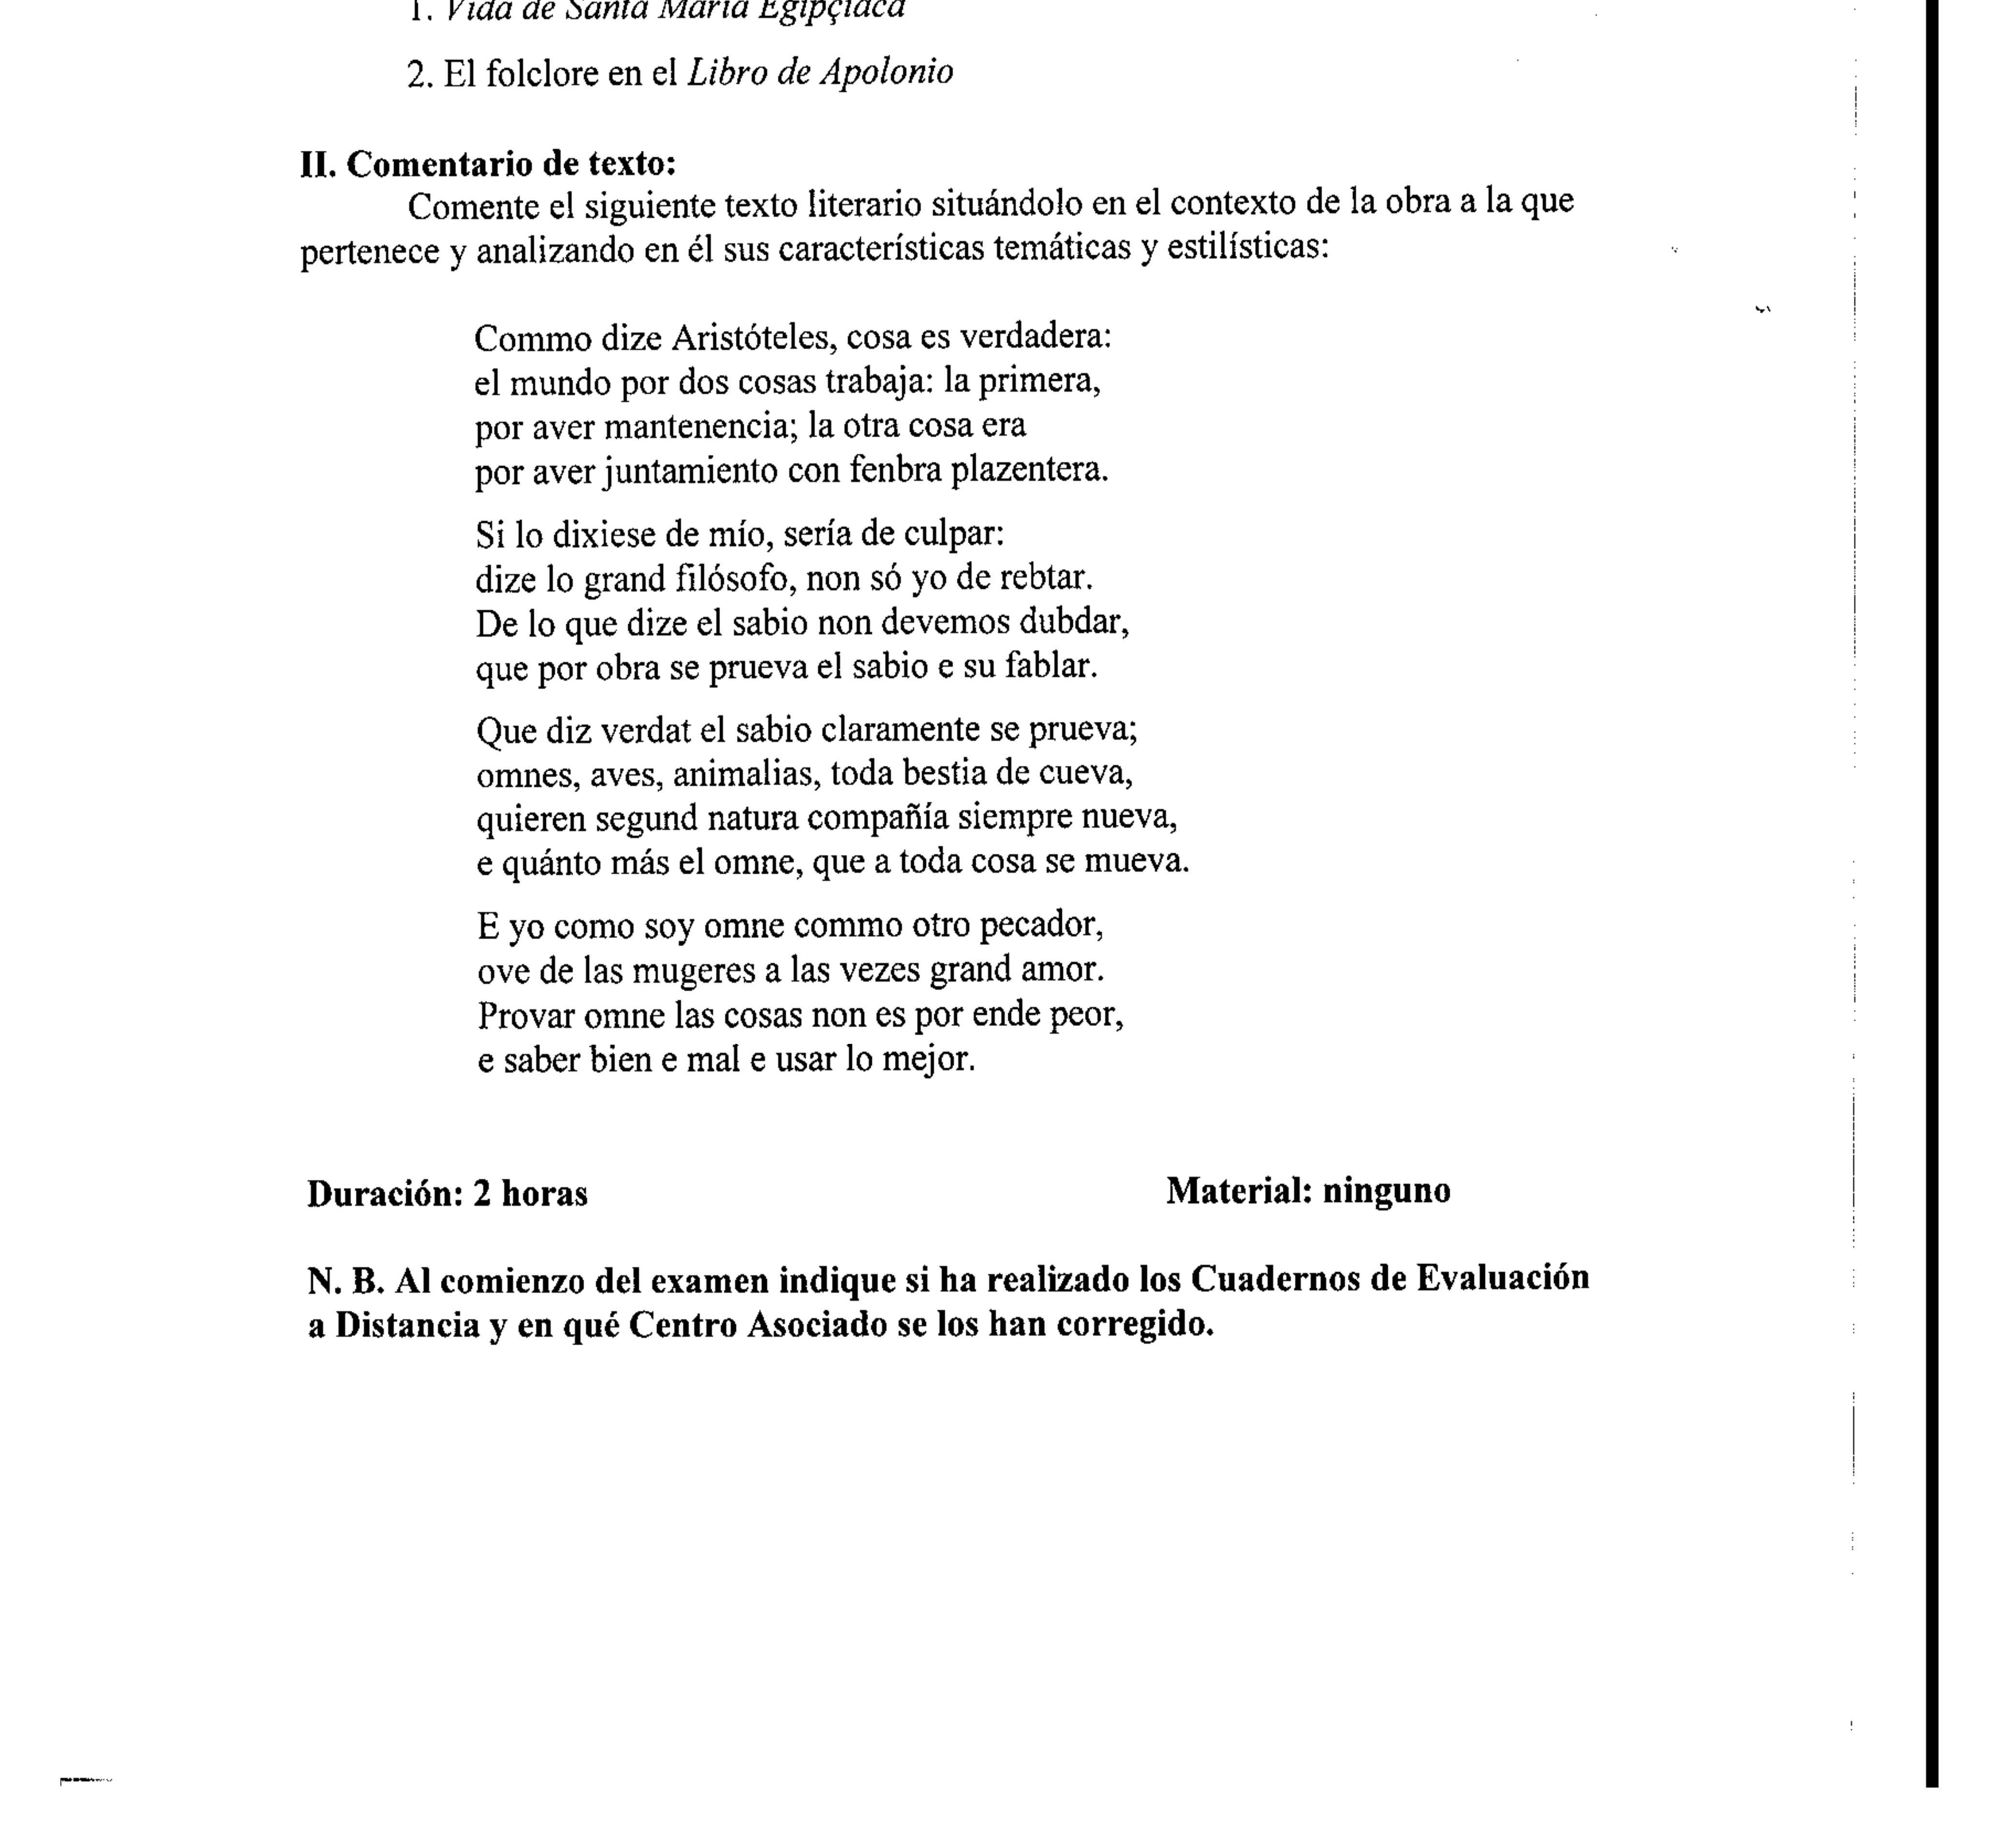 1. Vida de Santa María Egipçiaca
2. El folclore en el Libro de Apolonio
II. Comentario de texto:
Comente el siguiente texto literario situándolo en el contexto de la obra a la que
pertenece y analizando en él sus características temáticas y estilísticas:
Commo dize Aristóteles, cosa es verdadera:
el mundo por dos cosas trabaja: la primera,
por aver mantenencia; la otra cosa era
por aver juntamiento con fenbra plazentera.
Si lo dixiese de mío, sería de culpar:
dize lo grand filósofo, non só yo de rebtar.
De lo que dize el sabio non devemos dubdar,
que por obra se prueva el sabio e su fablar.
Que diz verdat el sabio claramente se prueva;
omnes, aves, animalias, toda bestia de cueva,
quieren segund natura compañía siempre nueva,
e quánto más el omne, que a toda cosa se mueva.
E yo como soy omne commo otro pecador,
ove de las mugeres a las vezes grand amor.
Provar omne las cosas non es por ende peor,
e saber bien e mal e usar lo mejor.
Duración: 2 horas Material: ninguno
N. B. Al comienzo del examen indique si ha realizado los Cuadernos de Evaluación
a Distancia y en qué Centro Asociado se los han corregido.